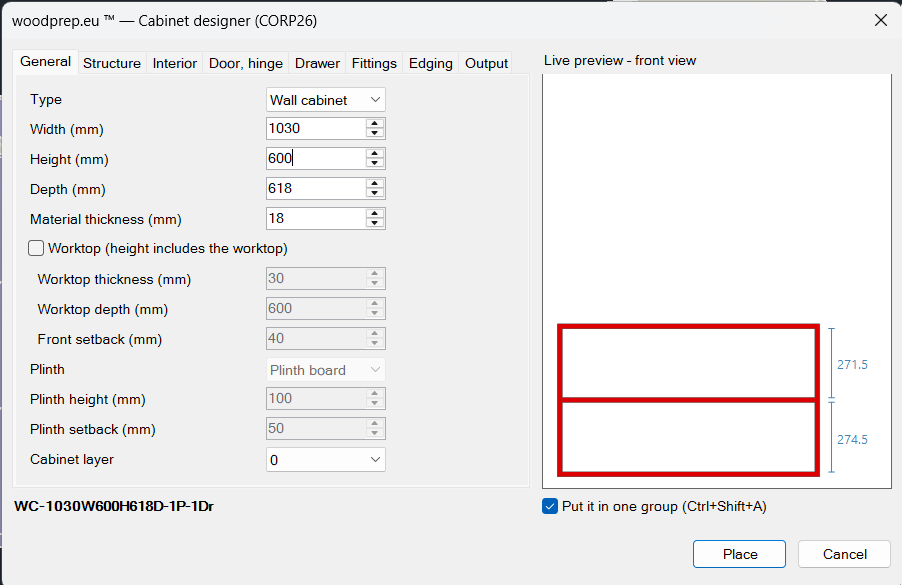 woodprep.eu ™ — Cabinet designer (CORP26)
General Structure Interior Door, hinge Drawer Fittings Edging Output
Live preview - front view
Type Wall cabinet
Width (mm) 1030
Height (mm) 600
Depth (mm) 618
Material thickness (mm) 18
Worktop (height includes the worktop)
Worktop thickness (mm) 30
Worktop depth (mm) 600
Front setback (mm) 40
Plinth Plinth board
Plinth height (mm) 100
Plinth setback (mm) 50
Cabinet layer 0
271.5
274.5
WC-1030W600H618D-1P-1Dr
Put it in one group (Ctrl+Shift+A)
Place Cancel